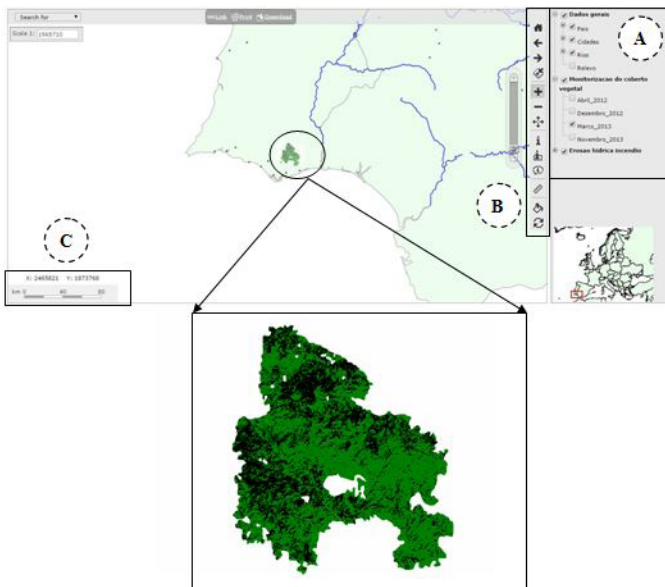 Search for
Link Print Download
Scale 1: 1565710
Dados gerais
Pais
Cidades
Rios
Relevo
Monitorizacao do coberto
vegetal
Abril_2012
Dezembro_2012
Marco_2013
Novembro_2013
Erosao hidrica incendio
A
B
C
X: 2465821 Y: 1873768
km 0 40 80